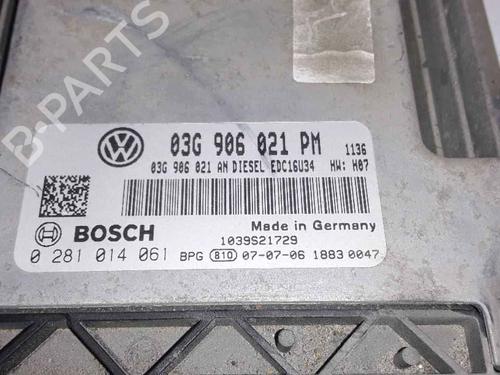 B-PARTS
03G 906 021 PM 1136
03G 906 021 AN DIESEL EDC16U34 HW: H07
BOSCH
Made in Germany
1039S21729
0 281 014 061 BPG 810 07-07-06 1883 0047